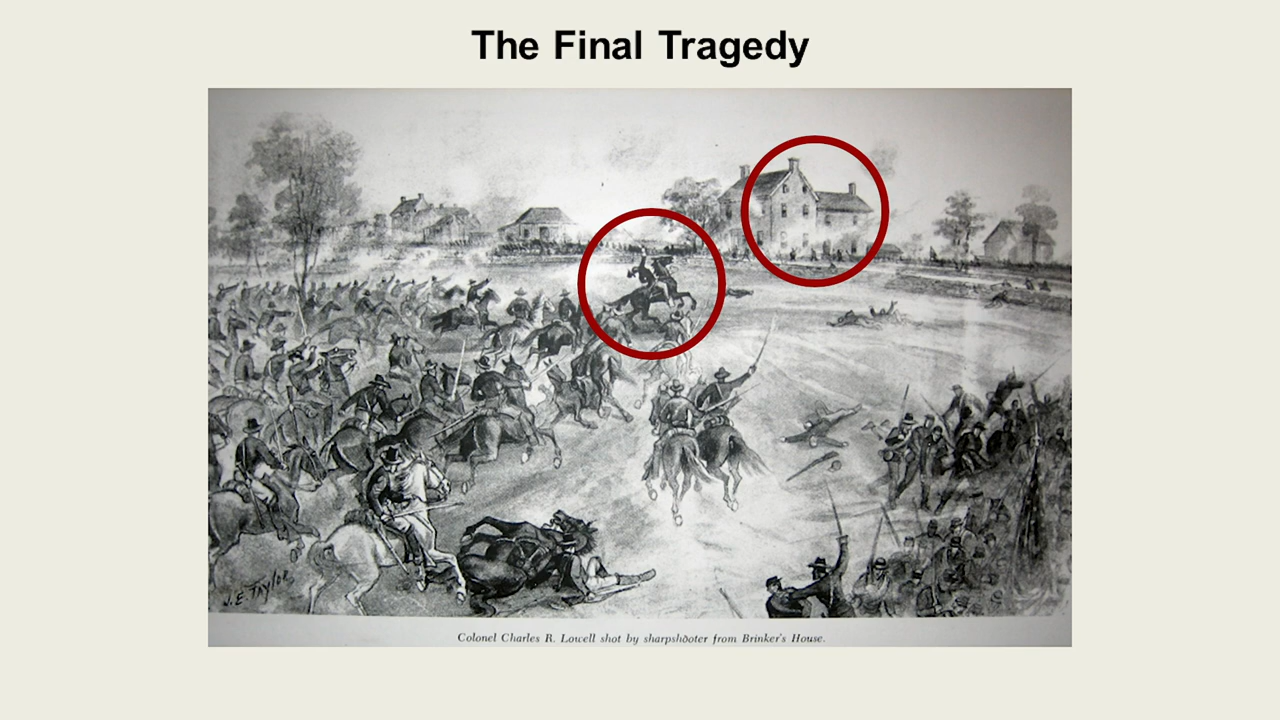 The Final Tragedy
J. E. Taylor
Colonel Charles R. Lowell shot by sharpshooter from Brinker's House.